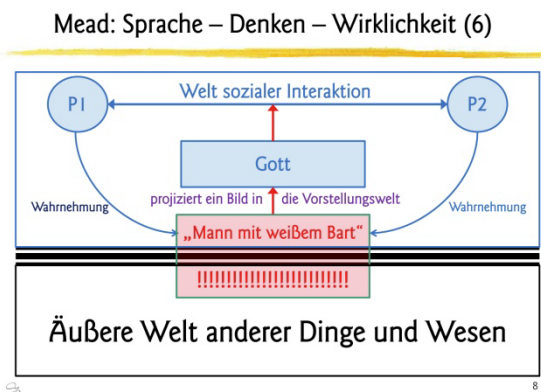 Mead: Sprache – Denken – Wirklichkeit (6)
P1 Welt sozialer Interaktion P2
Gott
projiziert ein Bild in die Vorstellungswelt
Wahrnehmung Wahrnehmung
„Mann mit weißem Bart“
!!!!!!!!!!!!!!!!!!!!!!!!!!!
Äußere Welt anderer Dinge und Wesen
8